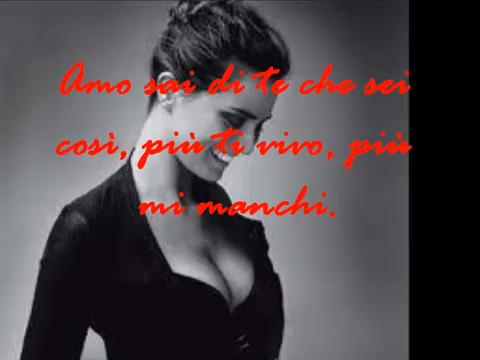 Amo sai di te che sei
così, più ti vivo, più
mi manchi.